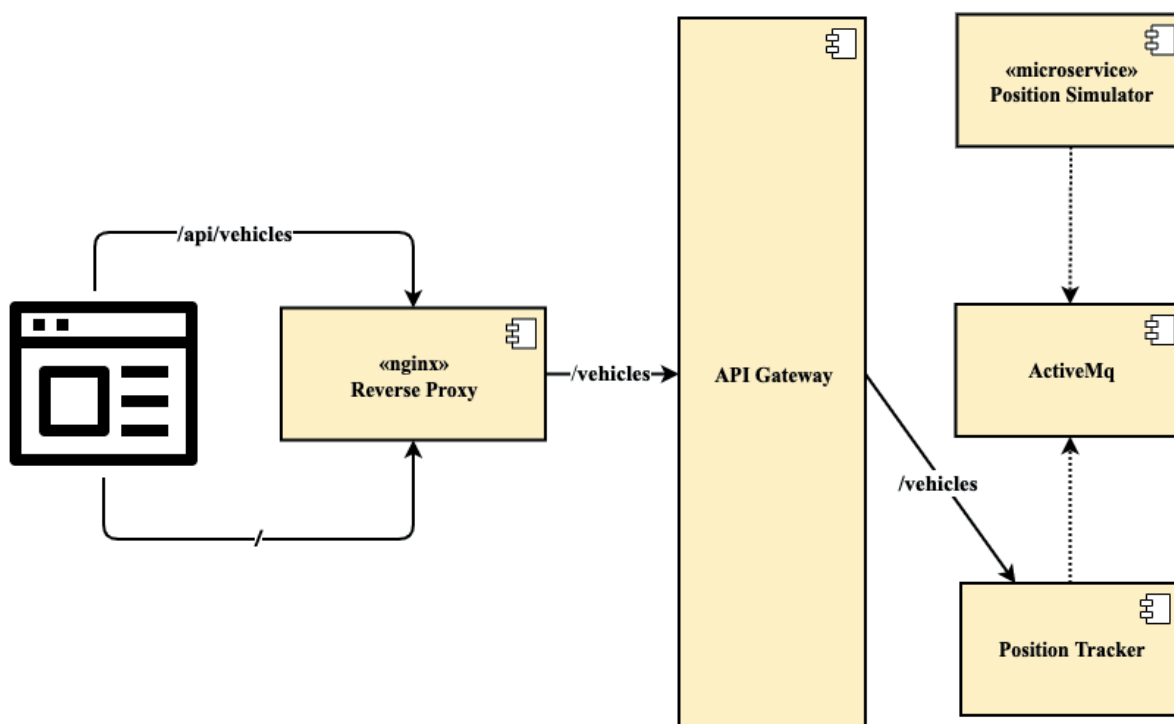 «microservice»
Position Simulator
/api/vehicles
«nginx»
Reverse Proxy
/vehicles
API Gateway
ActiveMq
/vehicles
/
Position Tracker